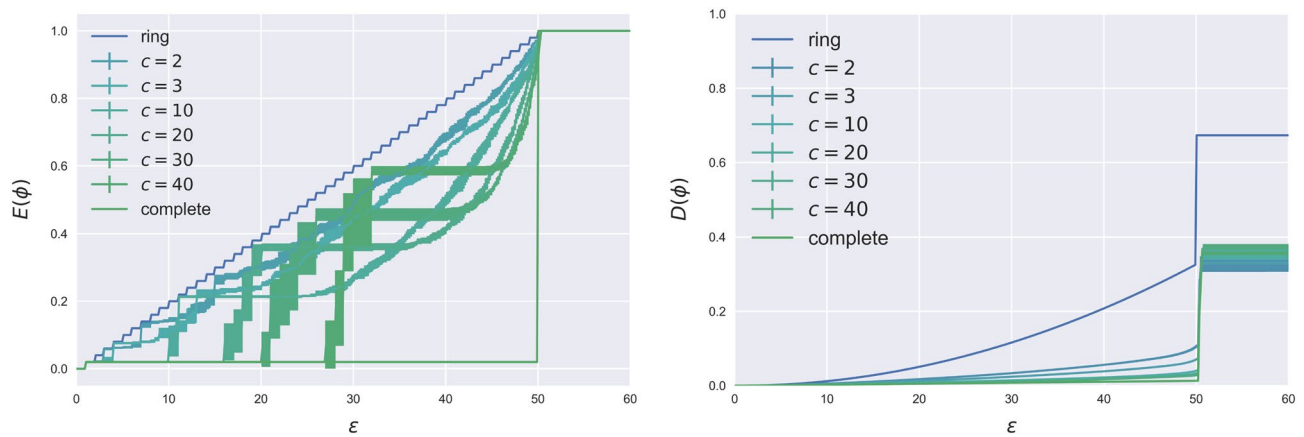 1.0
0.8
0.6
0.4
0.2
0.0
E(ϕ)
ring
c = 2
c = 3
c = 10
c = 20
c = 30
c = 40
complete
0 10 20 30 40 50 60
ε
1.0
0.8
0.6
0.4
0.2
0.0
D(ϕ)
ring
c = 2
c = 3
c = 10
c = 20
c = 30
c = 40
complete
0 10 20 30 40 50 60
ε